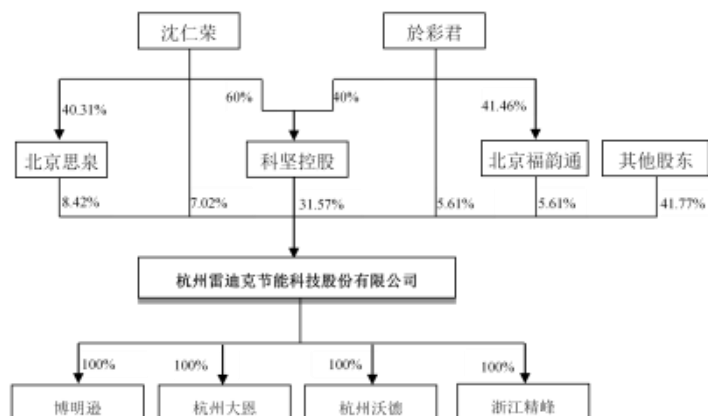 沈仁荣
於彩君
40.31%
60%
40%
41.46%
北京思泉
科坚控股
北京福韵通
其他股东
8.42%
7.02%
31.57%
5.61%
5.61%
41.77%
杭州雷迪克节能科技股份有限公司
100%
100%
100%
100%
博明逊
杭州大恩
杭州沃德
浙江精峰